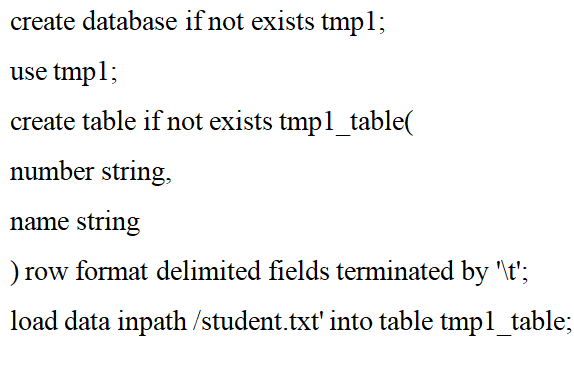 create database if not exists tmp1;
use tmp1;
create table if not exists tmp1_table(
number string,
name string
) row format delimited fields terminated by '\t';
load data inpath /student.txt' into table tmp1_table;